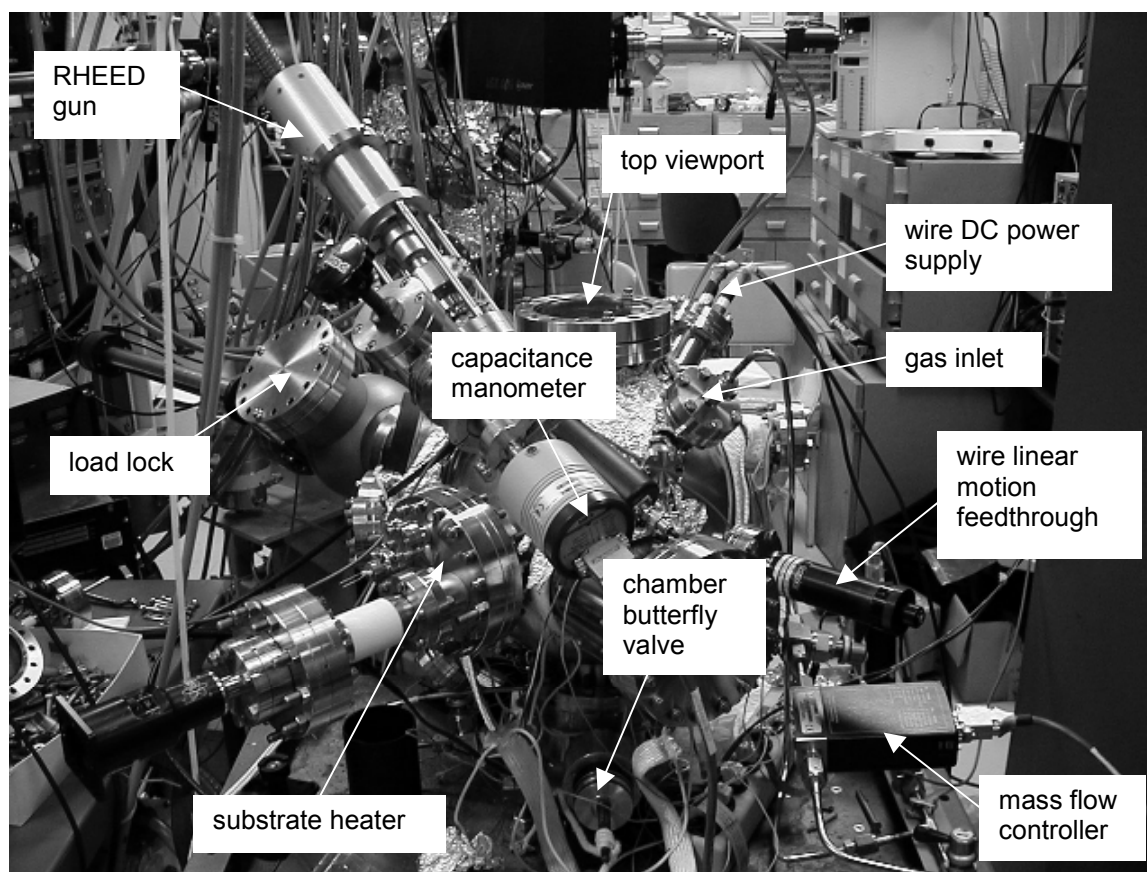 RHEED
gun
top viewport
wire DC power
supply
capacitance
manometer
gas inlet
load lock
wire linear
motion
feedthrough
chamber
butterfly
valve
substrate heater
mass flow
controller